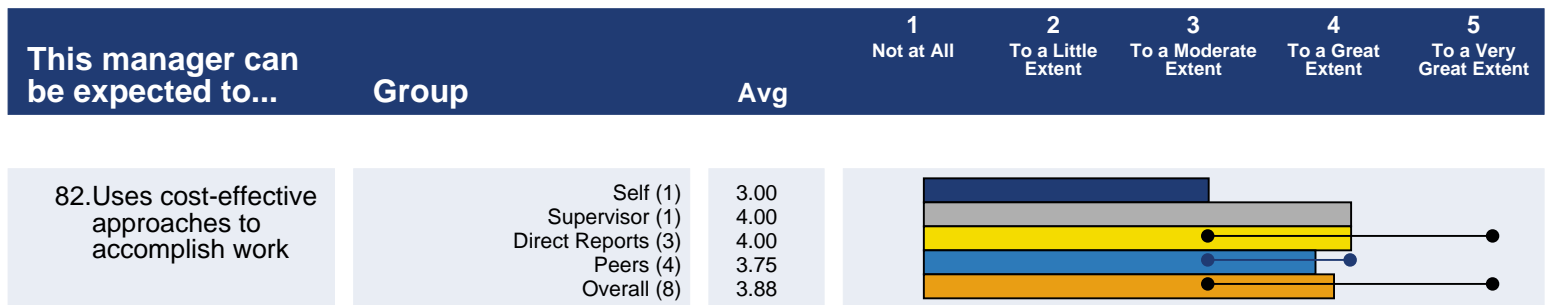 This manager can
be expected to...
Group
Avg
1
Not at All
2
To a Little
Extent
3
To a Moderate
Extent
4
To a Great
Extent
5
To a Very
Great Extent
82.Uses cost-effective
approaches to
accomplish work
Self (1) 3.00
Supervisor (1) 4.00
Direct Reports (3) 4.00
Peers (4) 3.75
Overall (8) 3.88